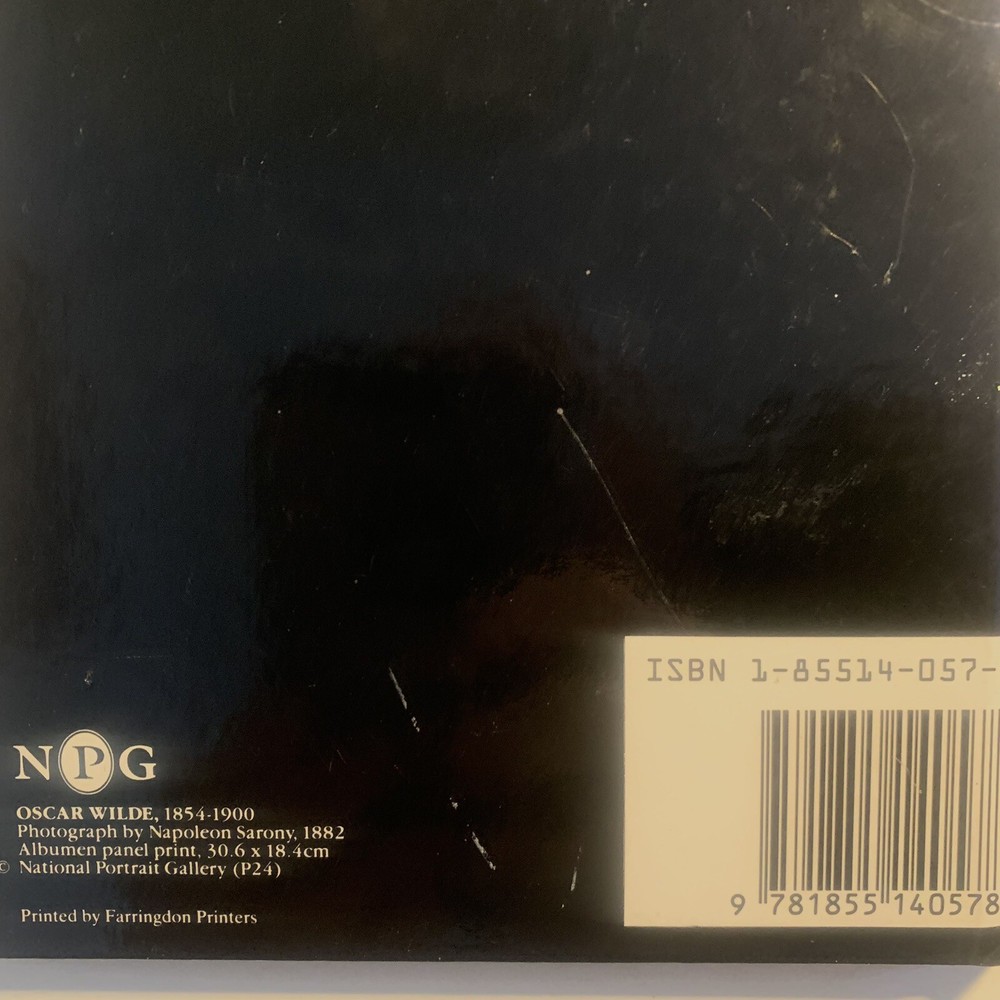 ISBN 1-85514-057-
9 781855 140578
NPG
OSCAR WILDE, 1854-1900
Photograph by Napoleon Sarony, 1882
Albumen panel print, 30.6 x 18.4cm
© National Portrait Gallery (P24)
Printed by Farringdon Printers